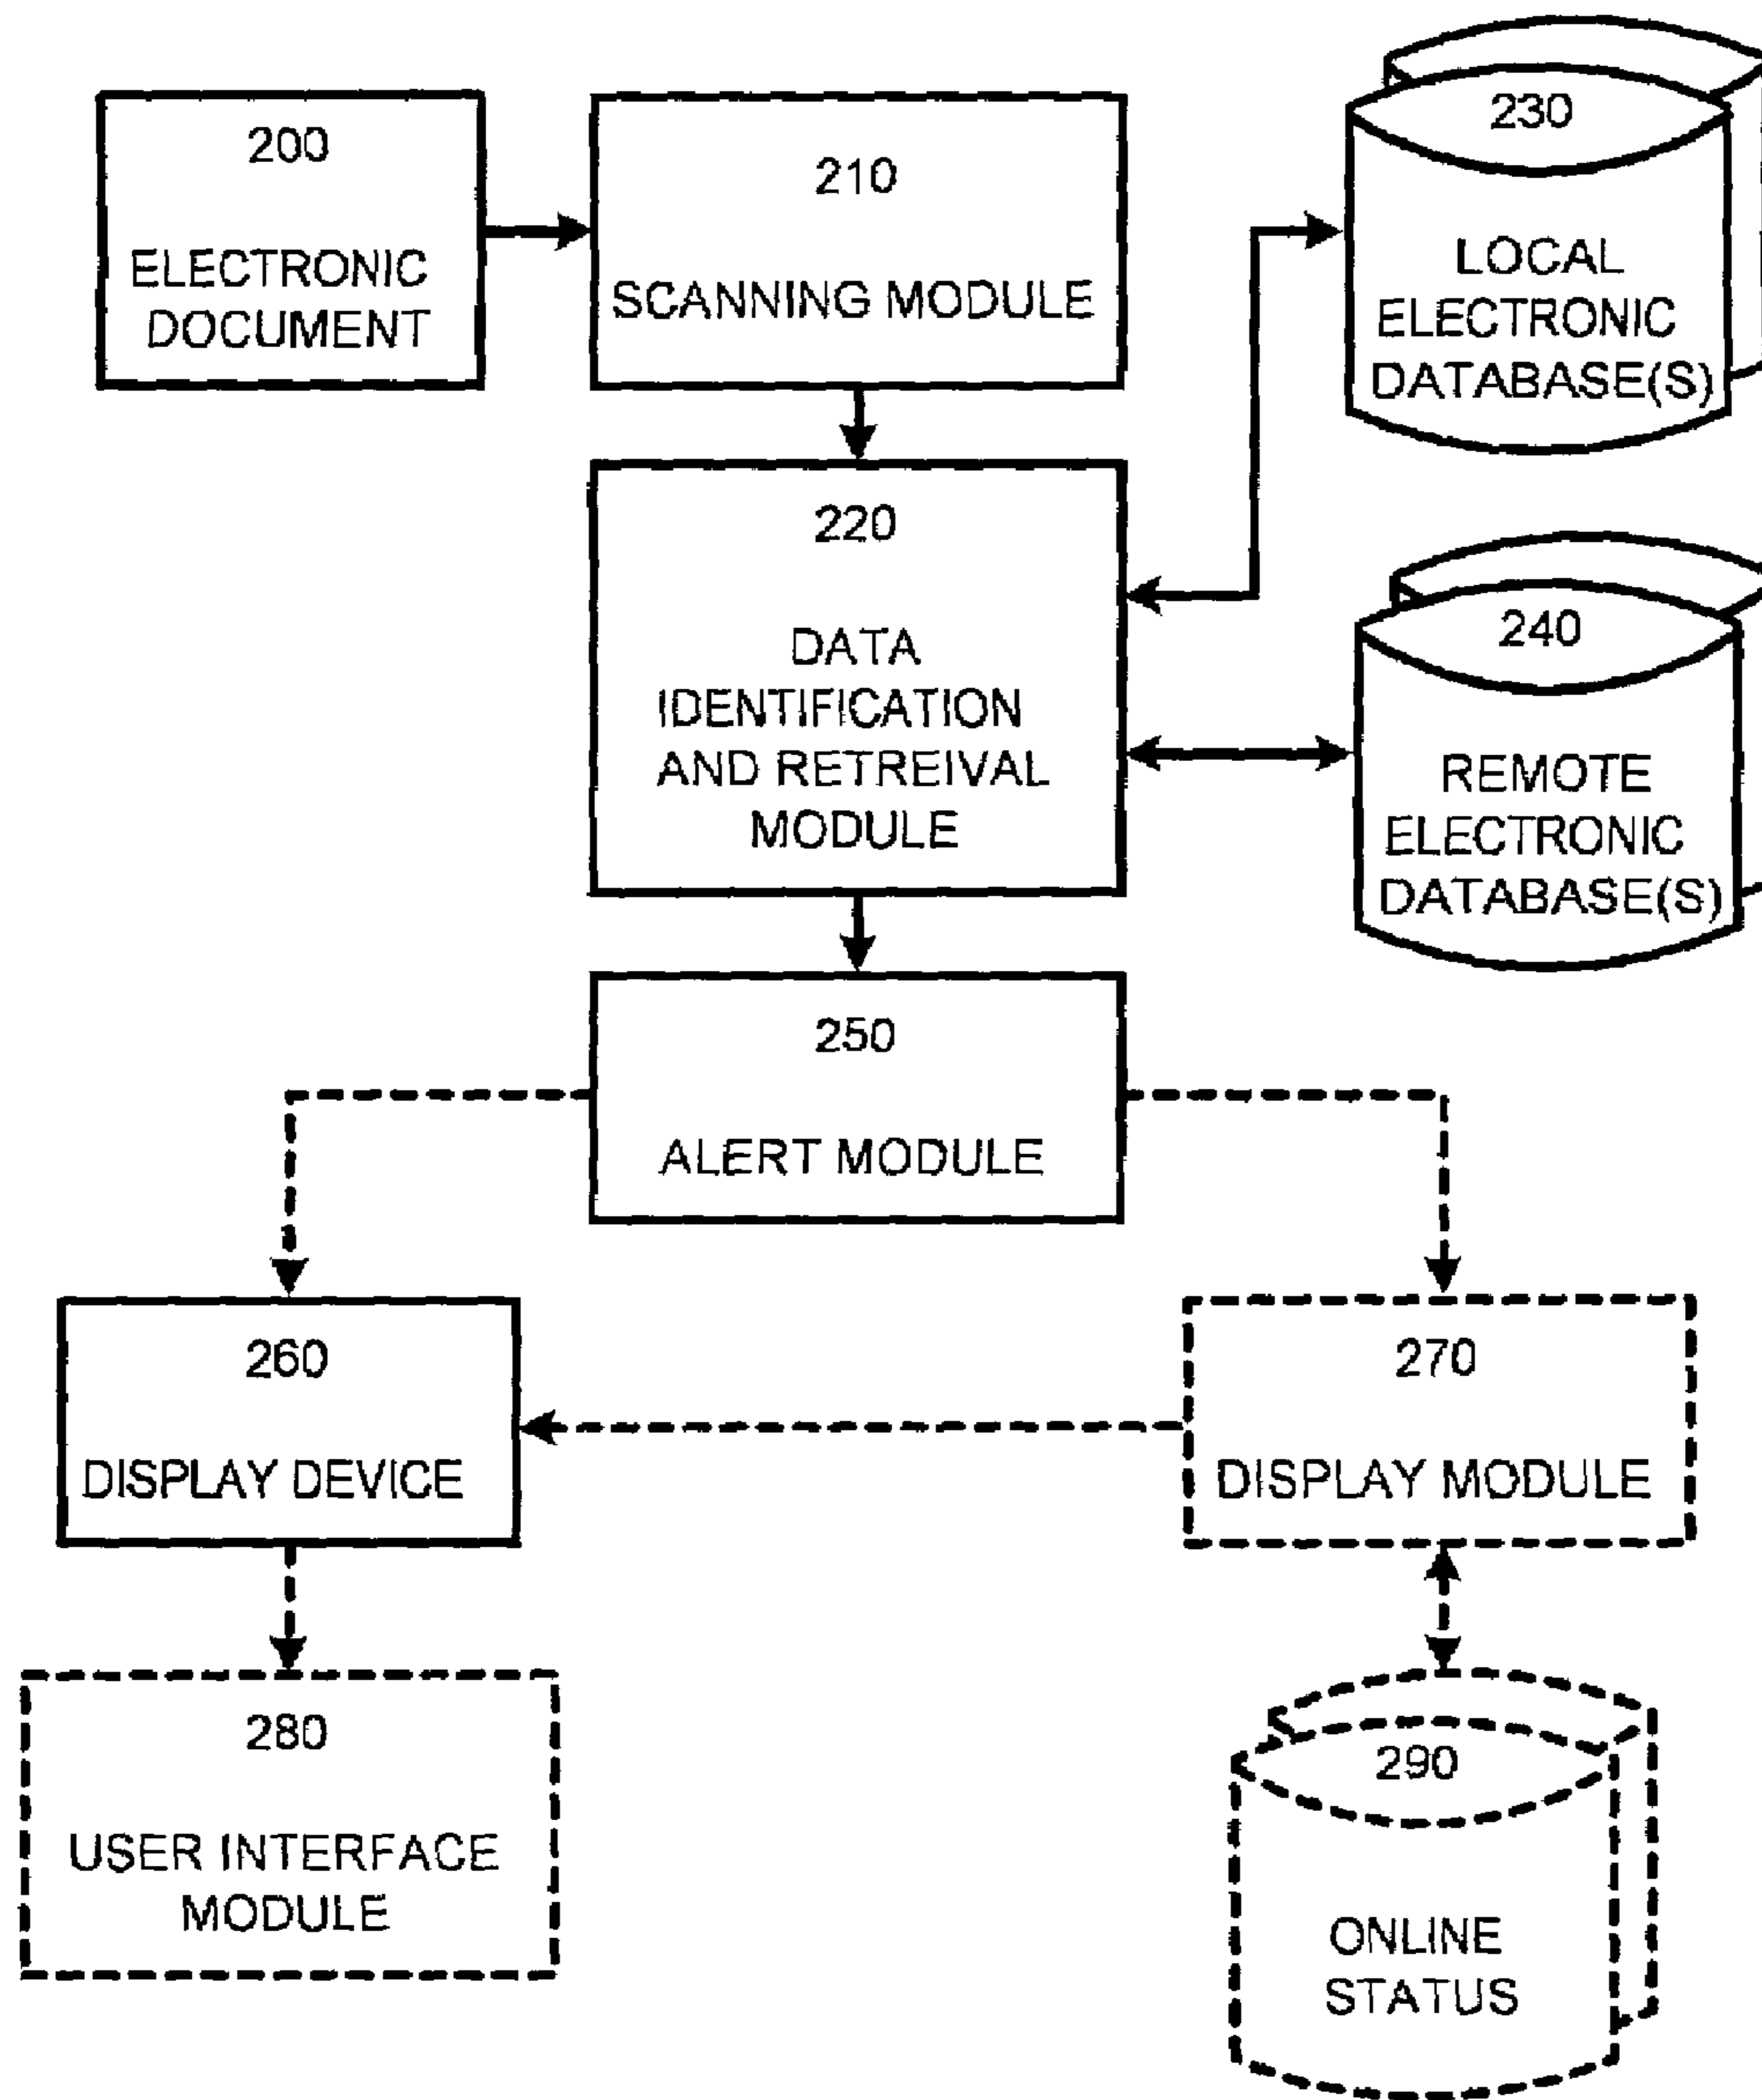 200
ELECTRONIC
DOCUMENT
210
SCANNING MODULE
230
LOCAL
ELECTRONIC
DATABASE(S)
220
DATA
IDENTIFICATION
AND RETREIVAL
MODULE
240
REMOTE
ELECTRONIC
DATABASE(S)
250
ALERT MODULE
260
DISPLAY DEVICE
270
DISPLAY MODULE
280
USER INTERFACE
MODULE
290
ONLINE
STATUS